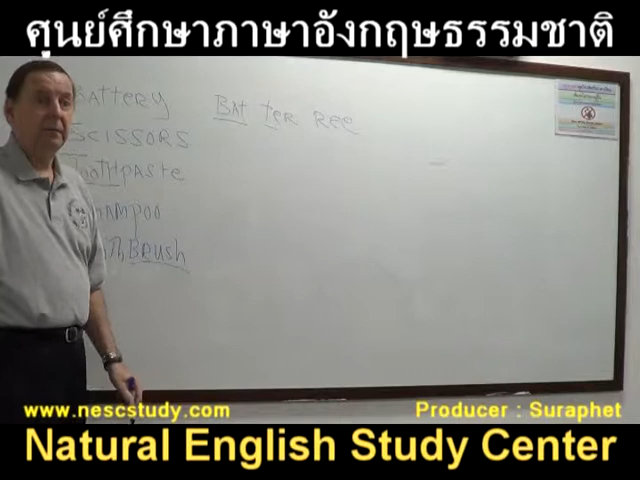 ศูนย์ศึกษาภาษาอังกฤษธรรมชาติ
BATTERY BAT TER Ree
SCISSORS
TOOTHPASTe
BRush
www.nescstudy.com Producer : Suraphet
Natural English Study Center